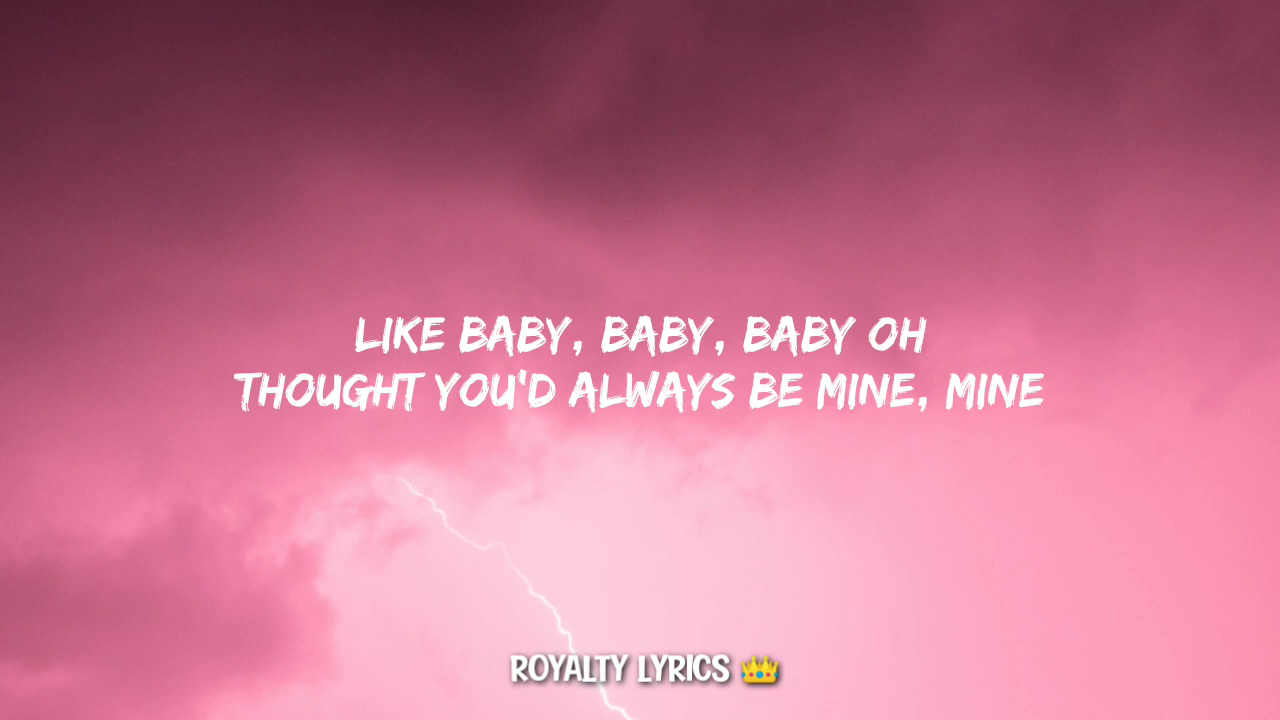 LIKE BABY, BABY, BABY OH
THOUGHT YOU'D ALWAYS BE MINE, MINE
ROYALTY LYRICS 👑